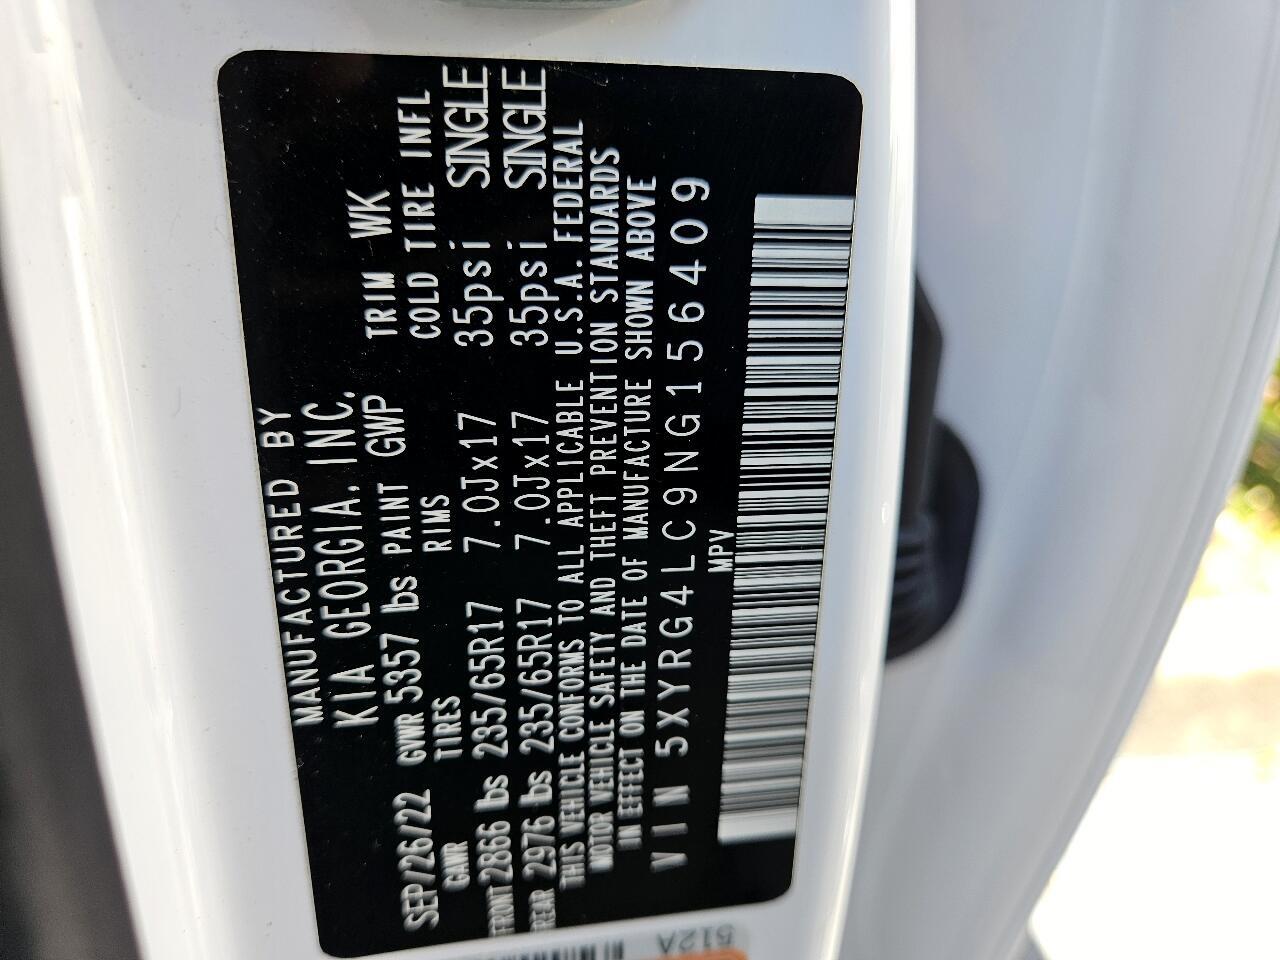 MANUFACTURED BY
KIA GEORGIA, INC.
SEP/26/22 GVWR 5357 lbs PAINT GWP TRIM WK
GAWR TIRES RIMS COLD TIRE INFL
FRONT 2866 lbs 235/65R17 7.0Jx17 35psi SINGLE
REAR 2976 lbs 235/65R17 7.0Jx17 35psi SINGLE
THIS VEHICLE CONFORMS TO ALL APPLICABLE U.S.A. FEDERAL
MOTOR VEHICLE SAFETY AND THEFT PREVENTION STANDARDS
IN EFFECT ON THE DATE OF MANUFACTURE SHOWN ABOVE
VIN 5XYRG4LC9NG156409
MPV
512A